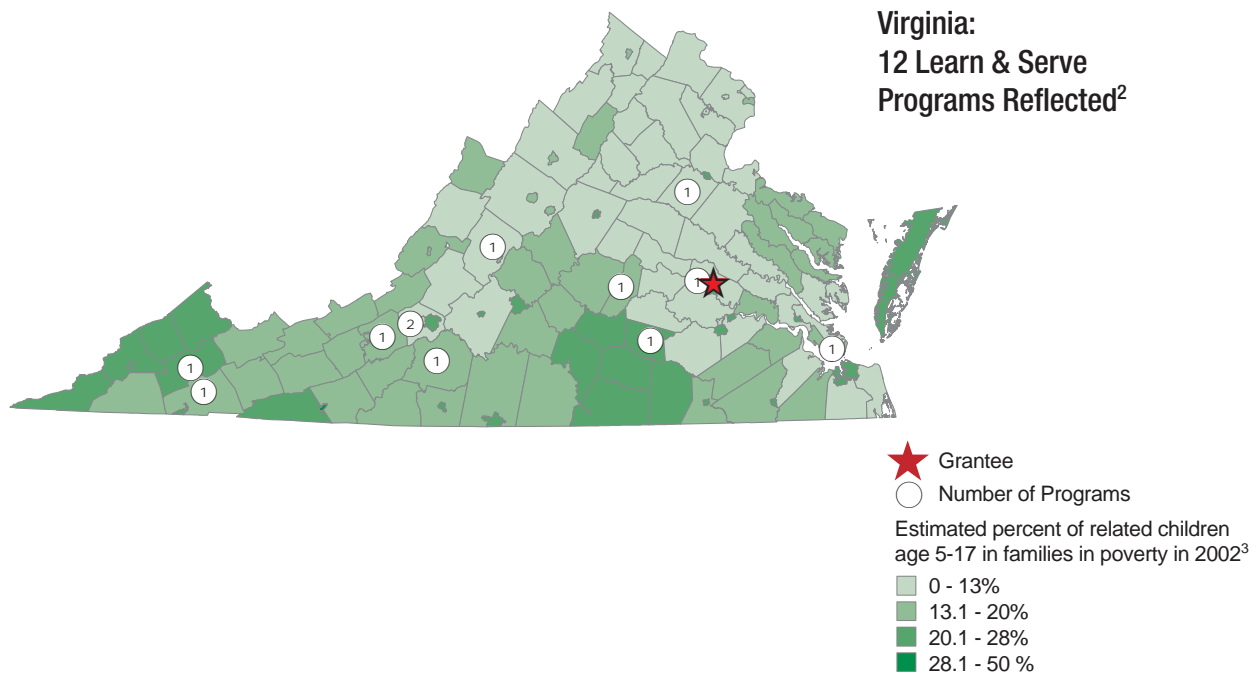 Virginia:
12 Learn & Serve
Programs Reflected²
1
1
1
1
2
1
1
1
1
1
1
Grantee
Number of Programs
Estimated percent of related children
age 5-17 in families in poverty in 2002³
0 - 13%
13.1 - 20%
20.1 - 28%
28.1 - 50 %